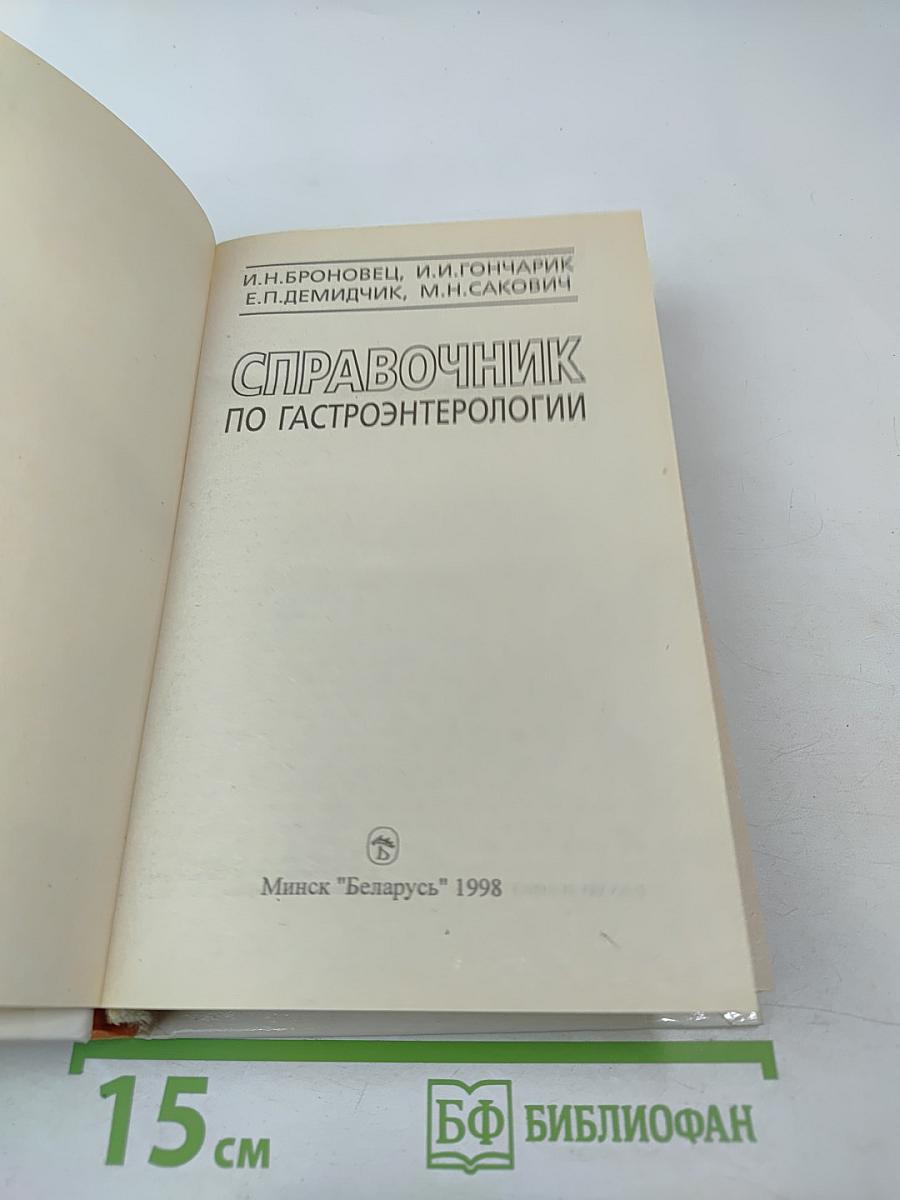 И.Н.БРОНОВЕЦ, И.И.ГОНЧАРИК
Е.П.ДЕМИДЧИК, М.Н.САКОВИЧ
СПРАВОЧНИК
ПО ГАСТРОЭНТЕРОЛОГИИ
Б
Минск "Беларусь" 1998
15 см
БФ БИБЛИОФАН